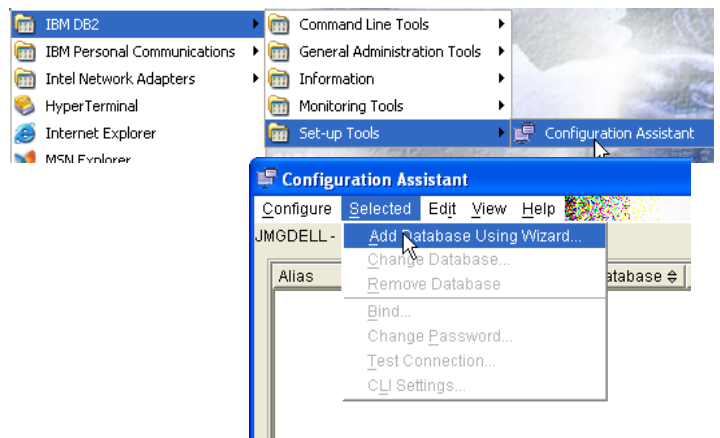 IBM DB2
IBM Personal Communications
Intel Network Adapters
HyperTerminal
Internet Explorer
MSN Explorer
Command Line Tools
General Administration Tools
Information
Monitoring Tools
Set-up Tools
Configuration Assistant
Configuration Assistant
Configure Selected Edit View Help
JMGDELL -
Add Database Using Wizard...
Change Database...
Remove Database
Bind...
Change Password...
Test Connection...
CLI Settings...
Alias
atabase